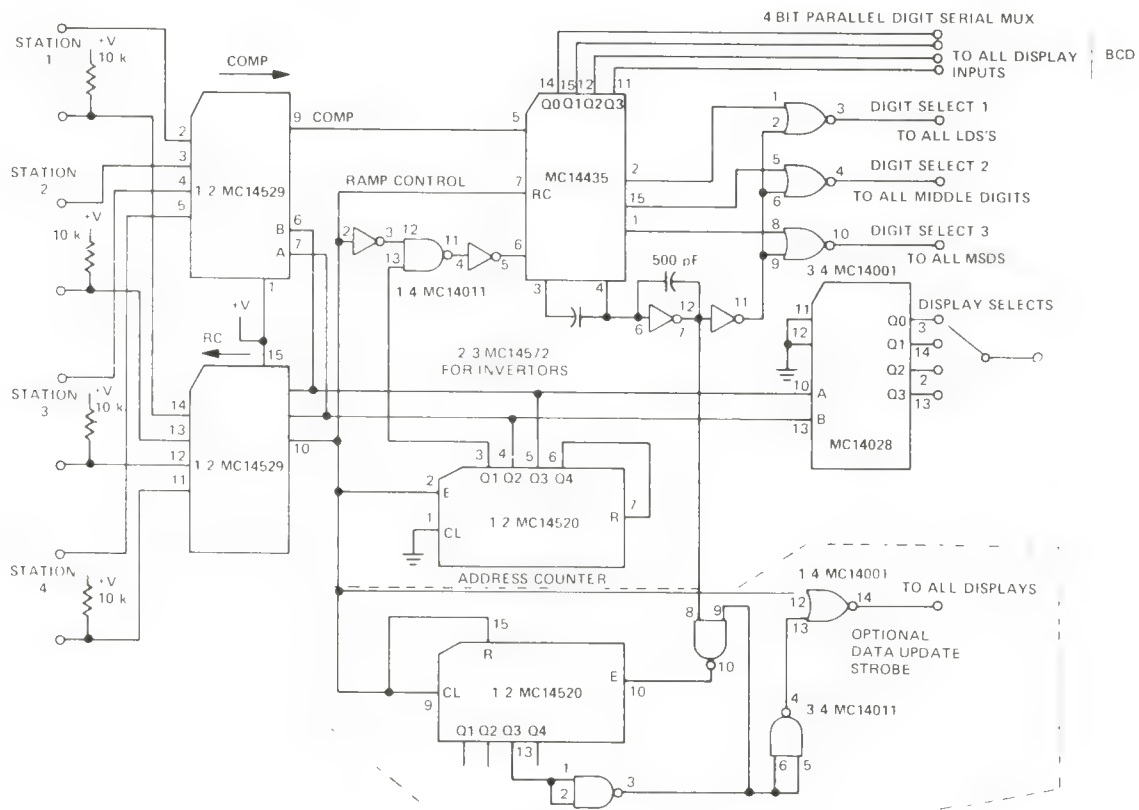 4 BIT PARALLEL DIGIT SERIAL MUX
TO ALL DISPLAY
INPUTS
BCD
STATION
1
+V
10 k
COMP
14 15 12 11
Q0 Q1 Q2 Q3
2
3
4
5
9 COMP
1 2 MC14529
B 6
A 7
1
STATION
2
10 k
+V
5
MC14435
RAMP CONTROL
7
RC
2
15
1
1
2
3
DIGIT SELECT 1
TO ALL LDS'S
5
6
4
DIGIT SELECT 2
TO ALL MIDDLE DIGITS
8
9
10
DIGIT SELECT 3
TO ALL MSDS
3 4 MC14001
2 3
12
13
11
4 5
6
1 4 MC14011
3
4
500 pF
6
7
12
11
2 3 MC14572
FOR INVERTORS
+V
RC
15
STATION
3
+V
10 k
14
13
12
11
1 2 MC14529
10
11
12
10 A
13 B
MC14028
Q0 3
Q1 14
Q2 2
Q3 13
DISPLAY SELECTS
3 4 5 6
Q1 Q2 Q3 Q4
2 E
1 CL
R 7
1 2 MC14520
ADDRESS COUNTER
STATION
4
+V
10 k
15
R
CL
9
1 2 MC14520
E
10
Q1 Q2 Q3 Q4
13
1
2
3
8 9
10
1 4 MC14001
12
13
14
TO ALL DISPLAYS
OPTIONAL
DATA UPDATE
STROBE
4
3 4 MC14011
6 5